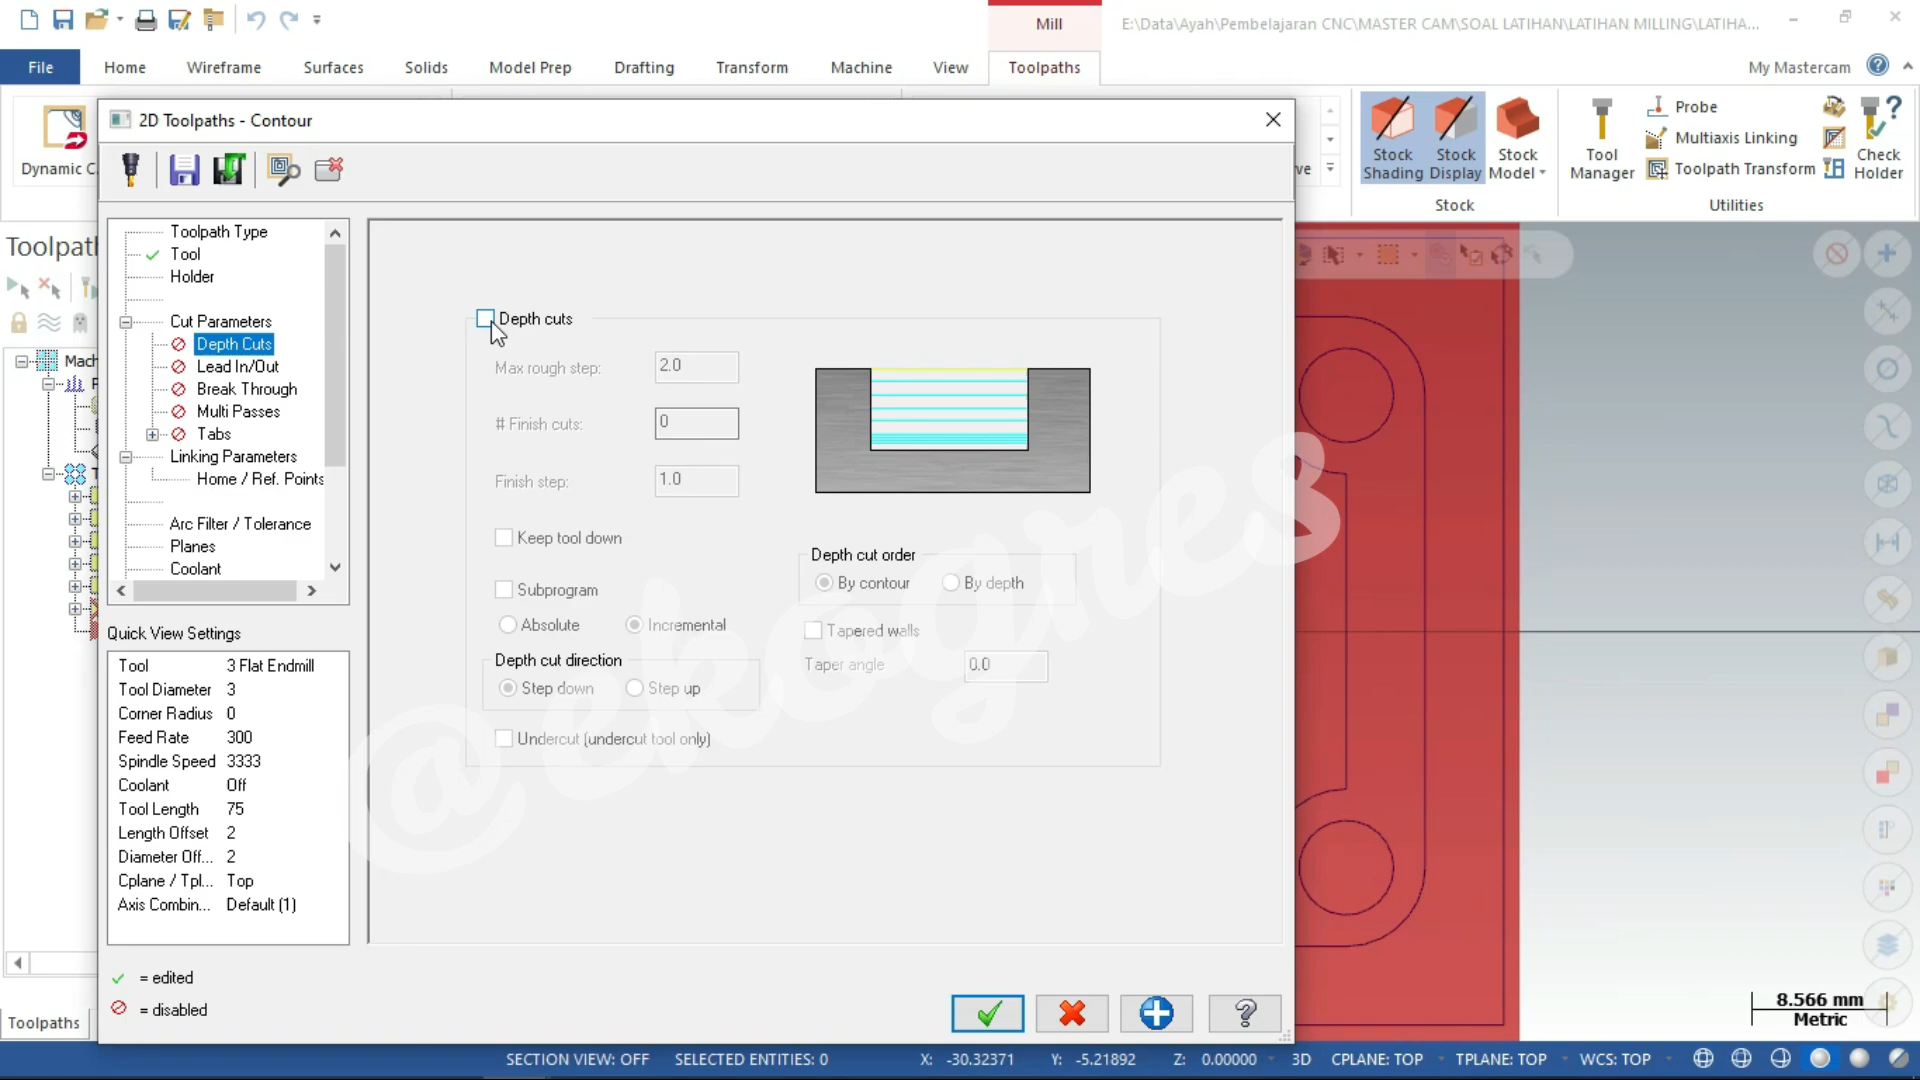 Mill
E:\Data\Ayah\Pembelajaran CNC\MASTER CAM\SOAL LATIHAN\LATIHAN MILLING\LATIHA...
File
Home
Wireframe
Surfaces
Solids
Model Prep
Drafting
Transform
Machine
View
Toolpaths
My Mastercam
Dynamic C
2D Toolpaths - Contour
ve
Stock Shading
Stock Display
Stock Model
Stock
Tool Manager
Probe
Multiaxis Linking
Toolpath Transform
Check Holder
Utilities
Toolpath
Mach
Toolpath Type
Tool
Holder
Cut Parameters
Depth Cuts
Lead In/Out
Break Through
Multi Passes
Tabs
Linking Parameters
Home / Ref. Points
Arc Filter / Tolerance
Planes
Coolant
Quick View Settings
Tool 3 Flat Endmill
Tool Diameter 3
Corner Radius 0
Feed Rate 300
Spindle Speed 3333
Coolant Off
Tool Length 75
Length Offset 2
Diameter Off... 2
Cplane / Tpl... Top
Axis Combin... Default (1)
= edited
= disabled
Depth cuts
Max rough step: 2.0
# Finish cuts: 0
Finish step: 1.0
Keep tool down
Subprogram
Absolute
Incremental
Depth cut direction
Step down
Step up
Undercut (undercut tool only)
Depth cut order
By contour
By depth
Tapered walls
Taper angle 0.0
@ekogres
8.566 mm
Metric
Toolpaths
SECTION VIEW: OFF
SELECTED ENTITIES: 0
X: -30.32371
Y: -5.21892
Z: 0.00000
3D
CPLANE: TOP
TPLANE: TOP
WCS: TOP